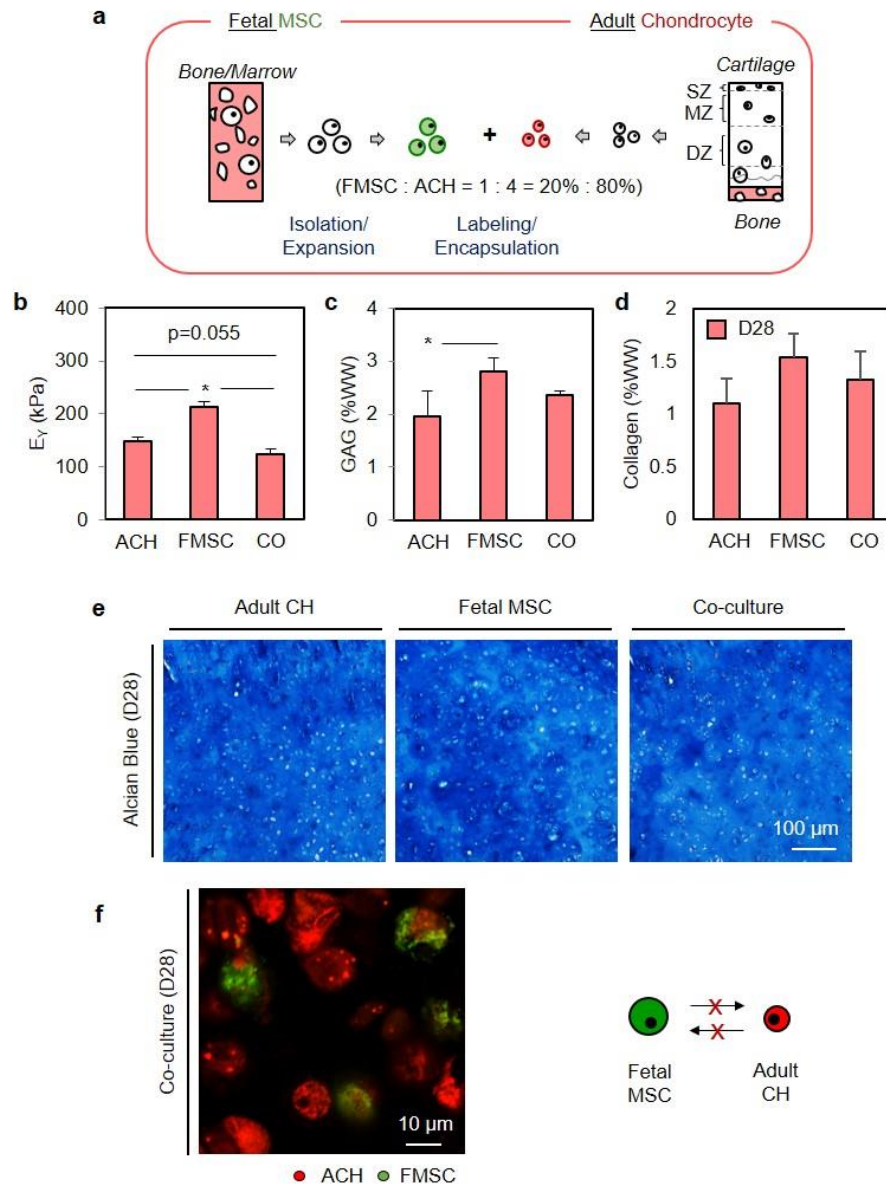 a
Fetal MSC
Adult Chondrocyte
Bone/Marrow
Cartilage
SZ
MZ
DZ
+
(FMSC : ACH = 1 : 4 = 20% : 80%)
Bone
Isolation/
Expansion
Labeling/
Encapsulation
b
400
300
200
100
0
E_Y (kPa)
p=0.055
*
ACH FMSC CO
c
4
3
2
1
0
GAG (%WW)
*
ACH FMSC CO
d
2
1.5
1
0.5
0
Collagen (%WW)
D28
ACH FMSC CO
e
Adult CH
Fetal MSC
Co-culture
Alcian Blue (D28)
100 µm
f
Co-culture (D28)
10 µm
ACH FMSC
X
X
Fetal
MSC
Adult
CH